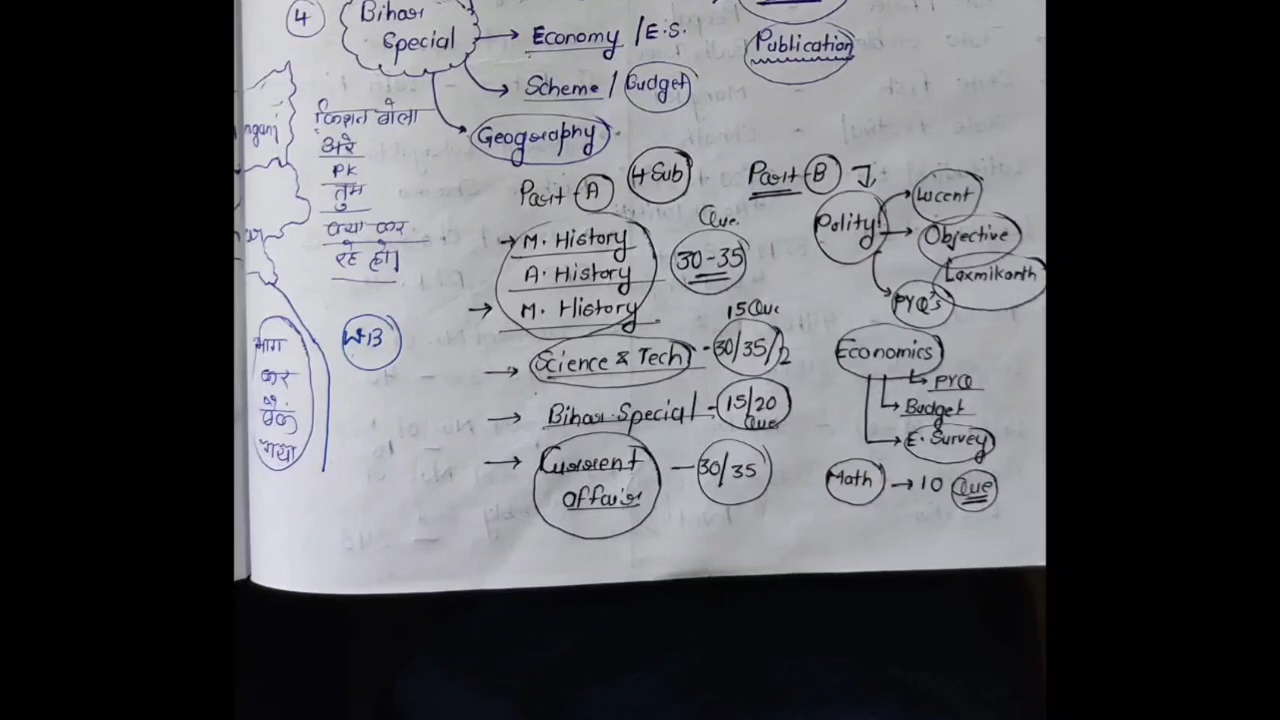 4
Bihar
Special
Economy / E.S.
Scheme / Budget
Geography
Publication
किशन बोला
अरे
PK
तुम
क्या कर
रहे हो।
WB
भाग
कर
बैठ
गया
Part - A
4 Sub
→ M. History
A. History
→ M. History
Que.
30-35
→ Science & Tech - 30/35/2
15 Que
→ Bihar Special - 15/20
Que
→ Current
Affair - 30/35
Part - B
Polity
Lucent
Objective
Laxmikanth
PYQ's
Economics
→ PYQ
→ Budget
→ E. Survey
Math → 10 Que